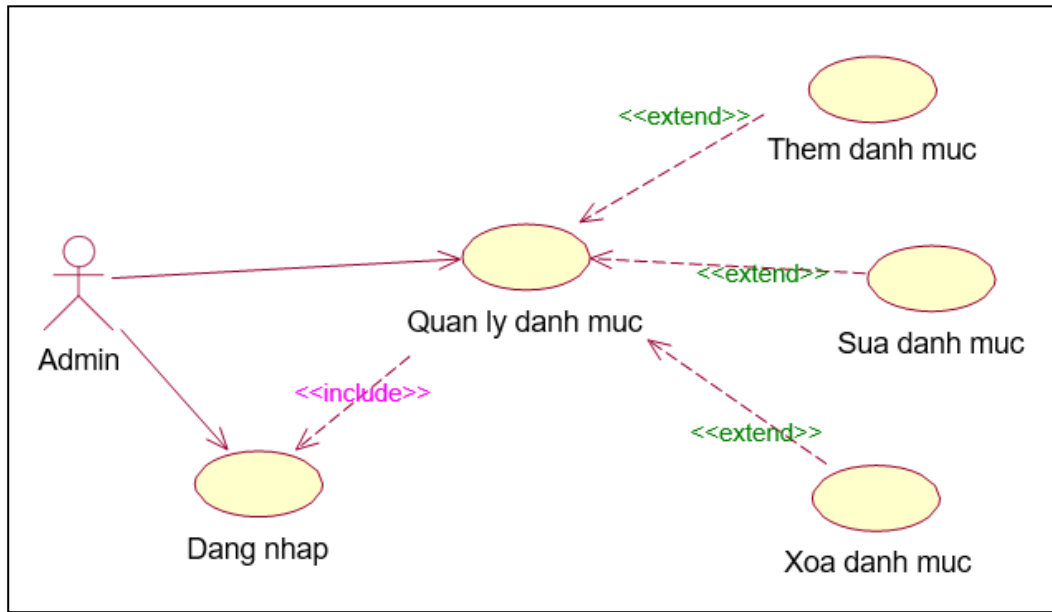 <<extend>>
Them danh muc
<<extend>>
Quan ly danh muc
Sua danh muc
Admin
<<include>>
<<extend>>
Dang nhap
Xoa danh muc